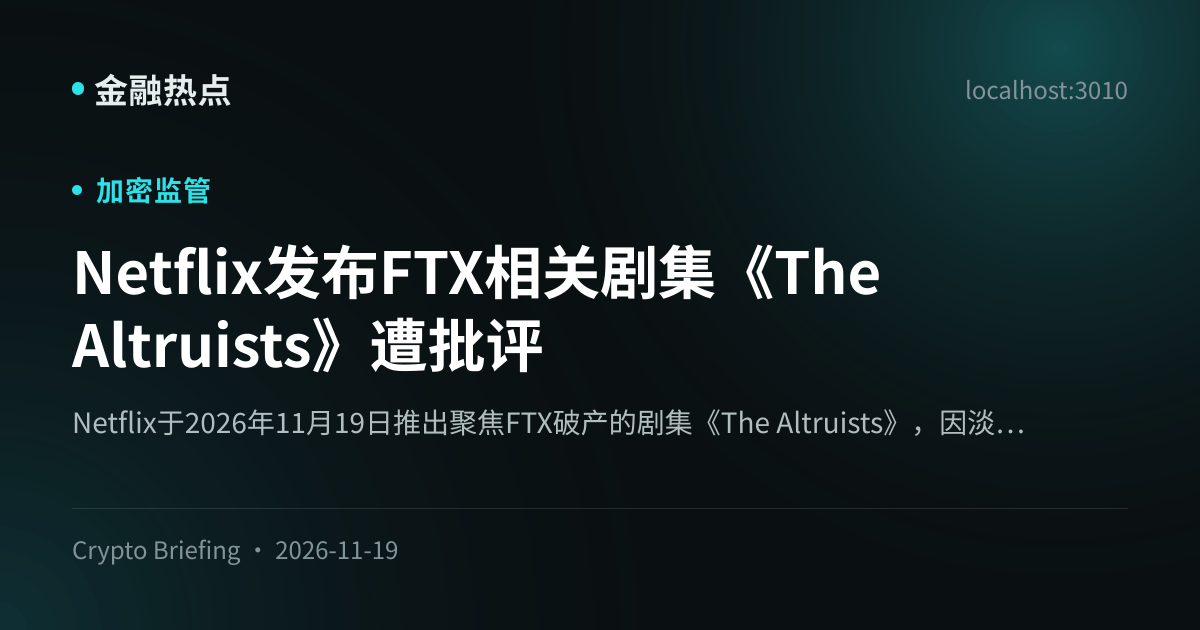 金融热点
localhost:3010
加密监管
Netflix发布FTX相关剧集《The
Altruists》遭批评
Netflix于2026年11月19日推出聚焦FTX破产的剧集《The Altruists》，因淡…
Crypto Briefing · 2026-11-19